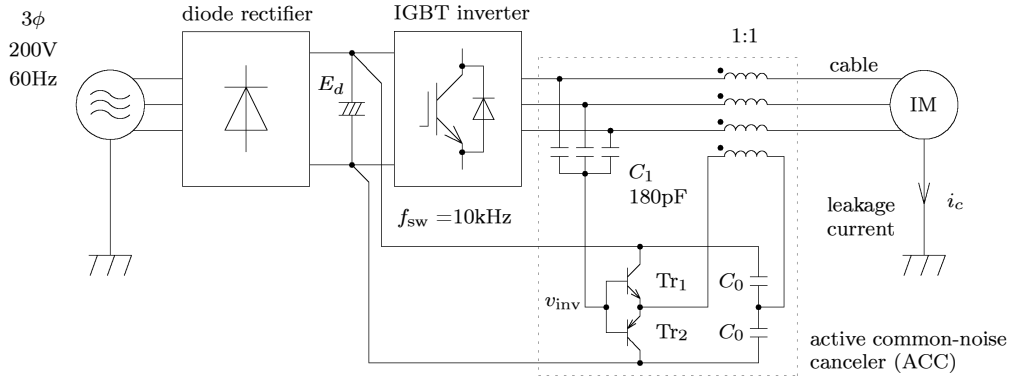 3ϕ
200V
60Hz
diode rectifier
IGBT inverter
1:1
E_d
cable
IM
C_1
180pF
f_sw =10kHz
leakage
current
i_c
v_inv
Tr_1
C_0
Tr_2
C_0
active common-noise
canceler (ACC)